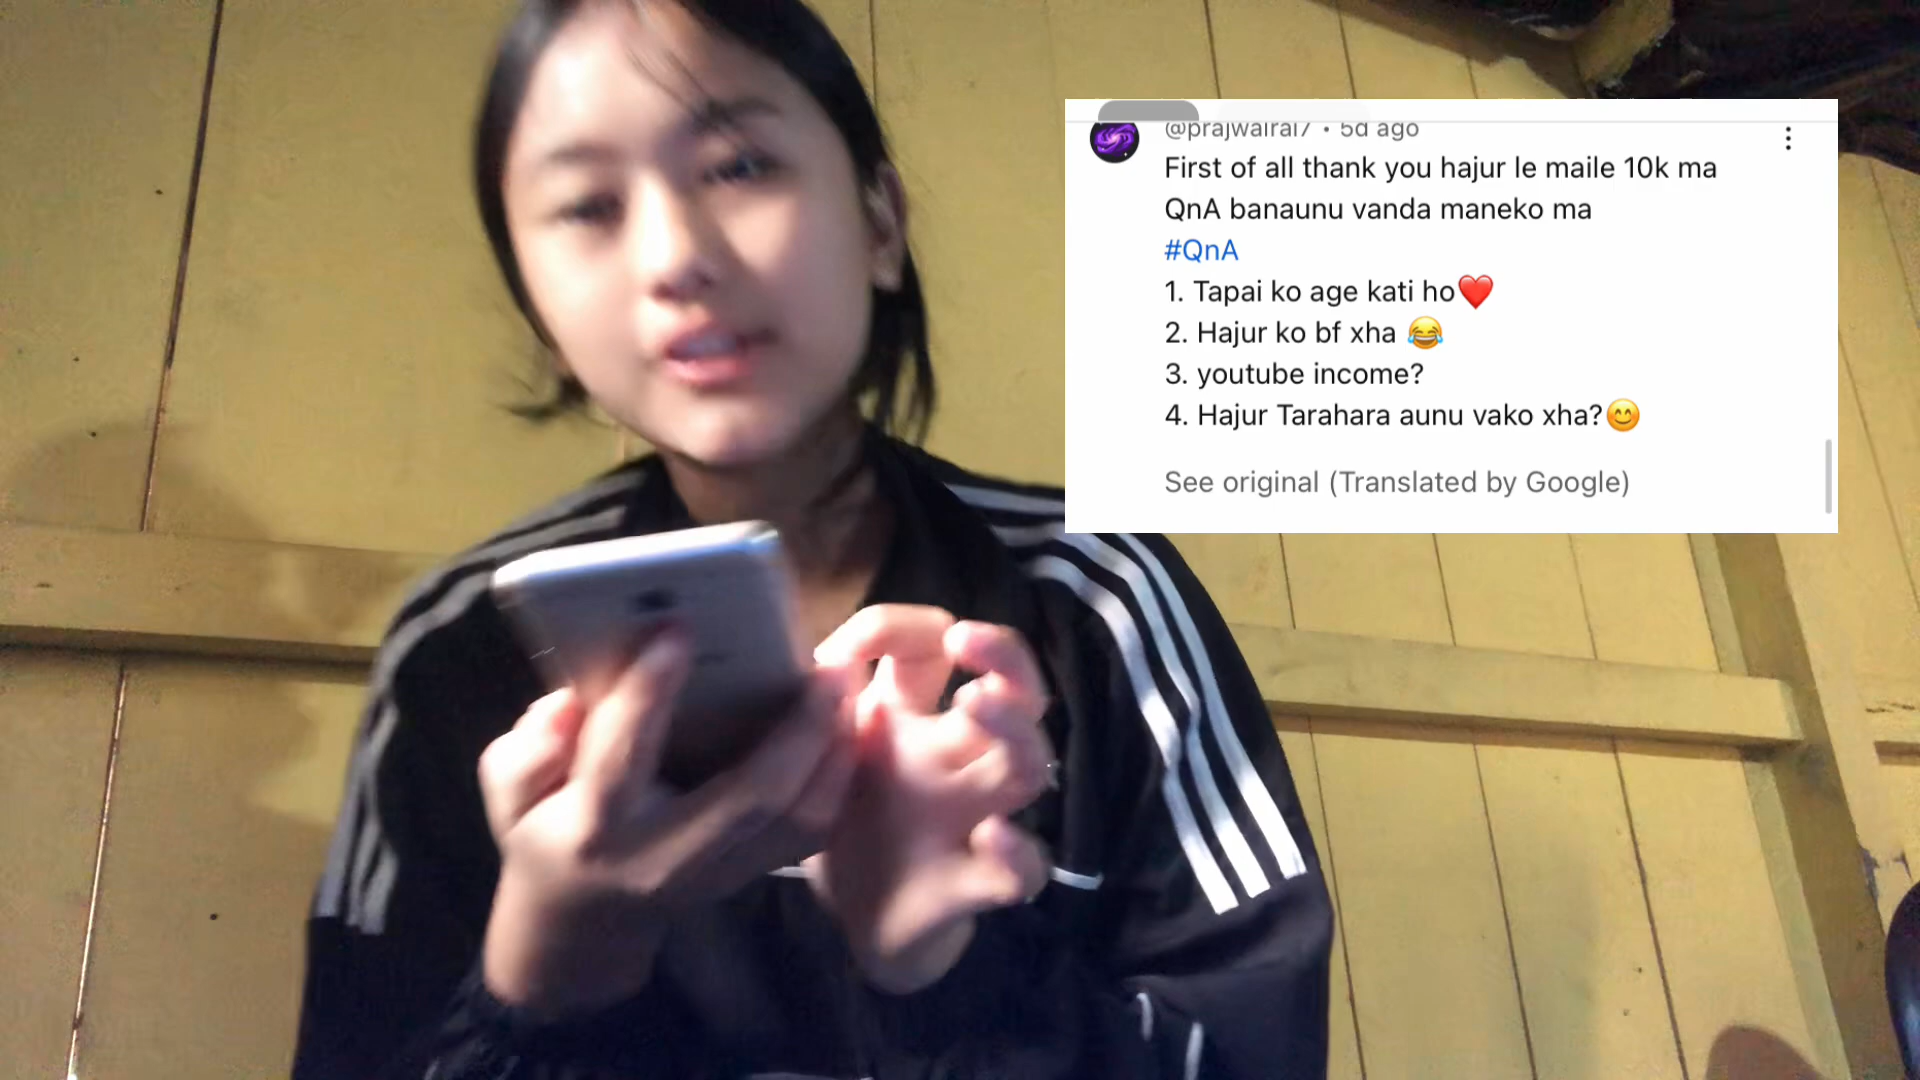 @prajwalrai7 • 5d ago
First of all thank you hajur le maile 10k ma
QnA banaunu vanda maneko ma
#QnA
1. Tapai ko age kati ho❤️
2. Hajur ko bf xha 😂
3. youtube income?
4. Hajur Tarahara aunu vako xha?😊
See original (Translated by Google)